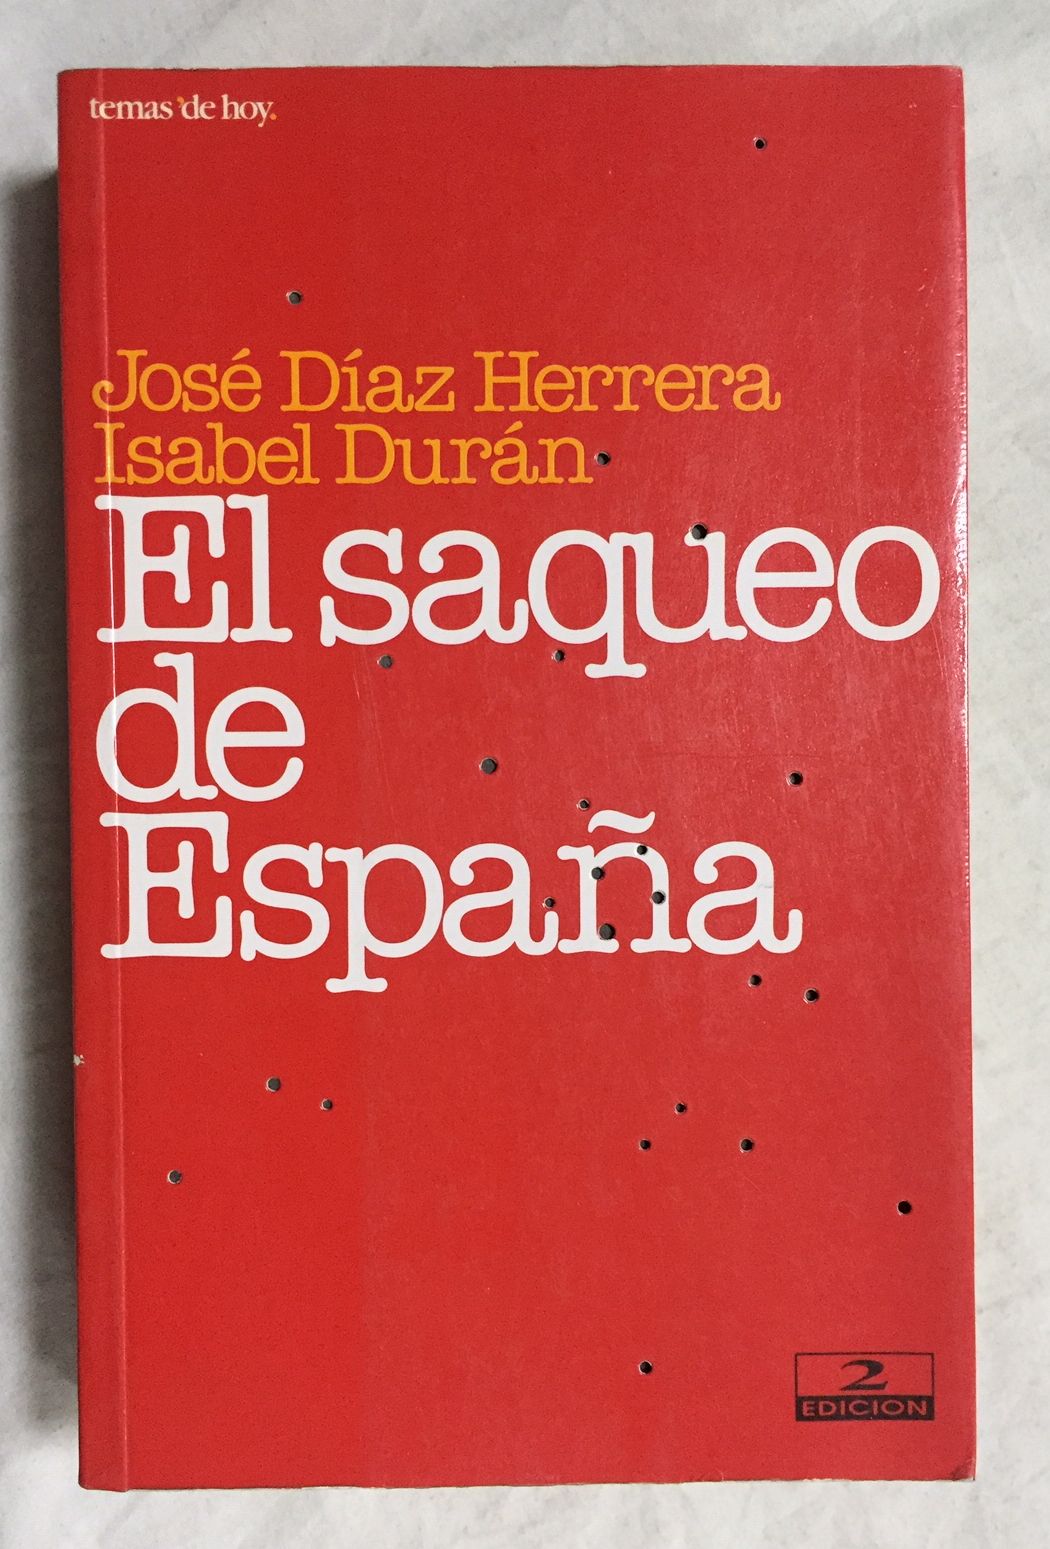 temas'de hoy.
José Díaz Herrera
Isabel Durán
El saqueo
de
España
2
EDICION